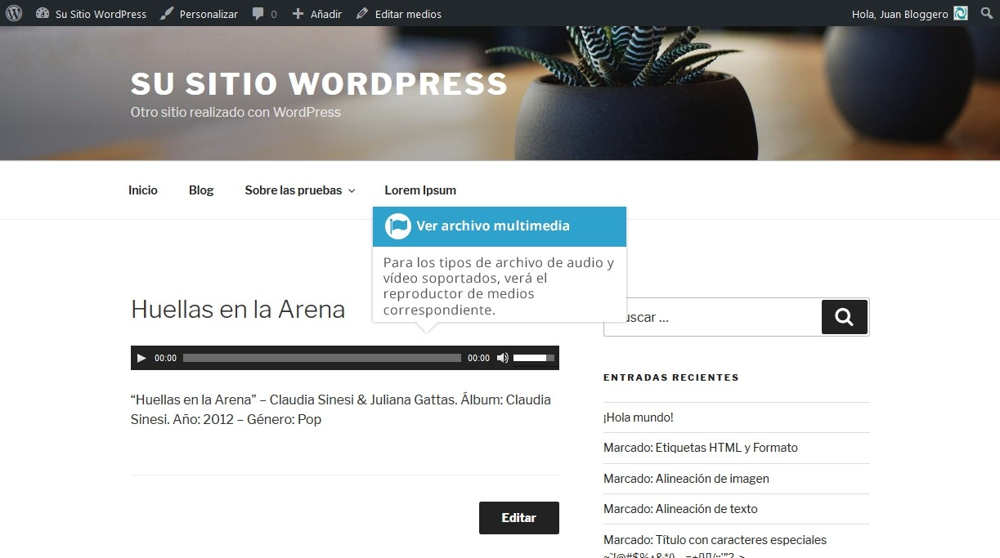 Su Sitio WordPress Personalizar 0 Añadir Editar medios Hola, Juan Bloggero
SU SITIO WORDPRESS
Otro sitio realizado con WordPress
Inicio Blog Sobre las pruebas Lorem Ipsum
Ver archivo multimedia
Para los tipos de archivo de audio y
vídeo soportados, verá el
reproductor de medios
correspondiente.
Huellas en la Arena
uscar ...
00:00 00:00
“Huellas en la Arena” – Claudia Sinesi & Juliana Gattas. Álbum: Claudia
Sinesi. Año: 2012 – Género: Pop
Editar
ENTRADAS RECIENTES
¡Hola mundo!
Marcado: Etiquetas HTML y Formato
Marcado: Alineación de imagen
Marcado: Alineación de texto
Marcado: Título con caracteres especiales